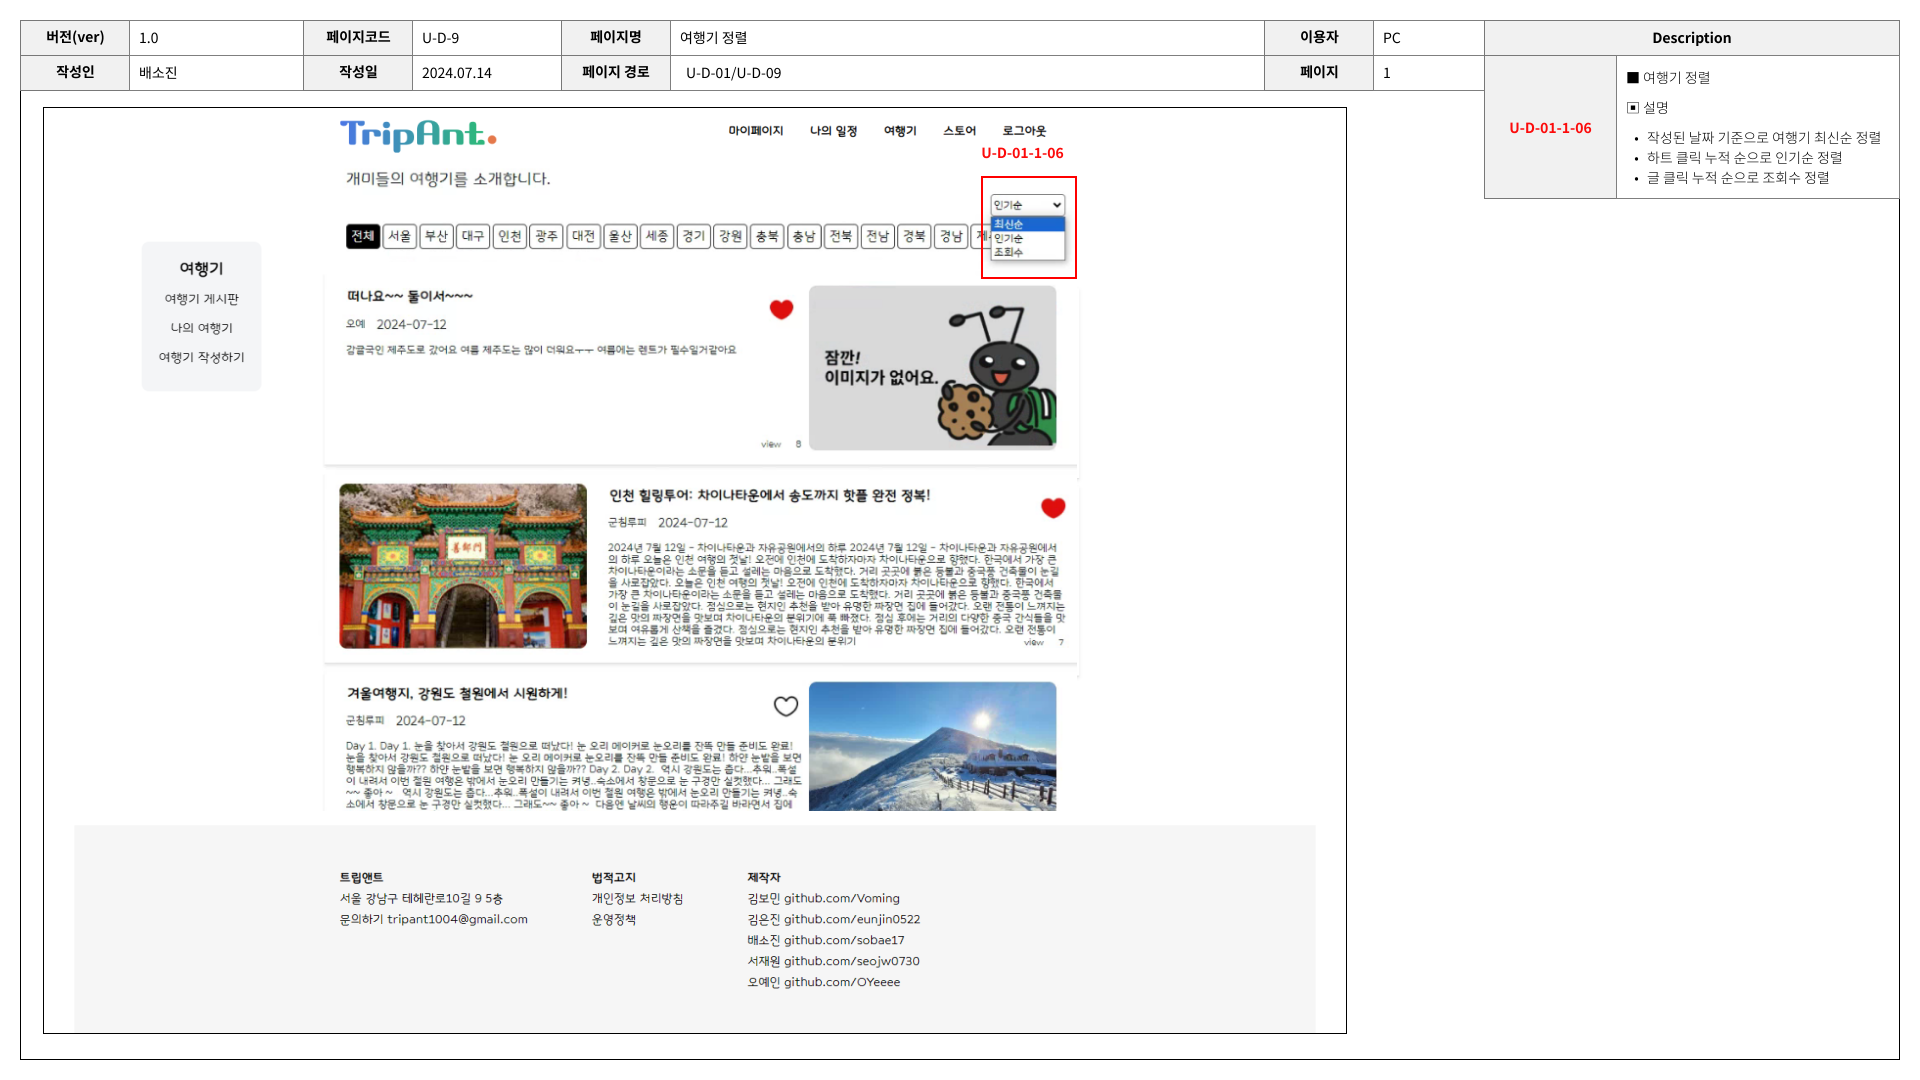 버전(ver) 1.0 페이지코드 U-D-9 페이지명 여행기 정렬 이용자 PC Description
작성인 배소진 작성일 2024.07.14 페이지 경로 U-D-01/U-D-09 페이지 1
U-D-01-1-06
■ 여행기 정렬
▣ 설명
• 작성된 날짜 기준으로 여행기 최신순 정렬
• 하트 클릭 누적 순으로 인기순 정렬
• 글 클릭 누적 순으로 조회수 정렬
TripAnt.
마이페이지 나의 일정 여행기 스토어 로그아웃
U-D-01-1-06
개미들의 여행기를 소개합니다.
인기순
최신순
인기순
조회수
전체 서울 부산 대구 인천 광주 대전 울산 세종 경기 강원 충북 충남 전북 전남 경북 경남
여행기
여행기 게시판
나의 여행기
여행기 작성하기
떠나요~~ 둘이서~~~
오예 2024-07-12
감귤국인 제주도로 갔어요 여름 제주도는 많이 더워요ㅜㅜ 여름에는 렌트가 필수일거같아요
view 8
잠깐!
이미지가 없어요.
善鄰門
인천 힐링투어: 차이나타운에서 송도까지 핫플 완전 정복!
군침루피 2024-07-12
2024년 7월 12일 - 차이나타운과 자유공원에서의 하루 2024년 7월 12일 - 차이나타운과 자유공원에서
의 하루 오늘은 인천 여행의 첫날! 오전에 인천에 도착하자마자 차이나타운으로 향했다. 한국에서 가장 큰
차이나타운이라는 소문을 듣고 설레는 마음으로 도착했다. 거리 곳곳에 붉은 등불과 중국풍 건축물이 눈길
을 사로잡았다. 오늘은 인천 여행의 첫날! 오전에 인천에 도착하자마자 차이나타운으로 향했다. 한국에서
가장 큰 차이나타운이라는 소문을 듣고 설레는 마음으로 도착했다. 거리 곳곳에 붉은 등불과 중국풍 건축물
이 눈길을 사로잡았다. 점심으로는 현지인 추천을 받아 유명한 짜장면 집에 들어갔다. 오랜 전통이 느껴지는
깊은 맛의 짜장면을 맛보며 차이나타운의 분위기에 푹 빠졌다. 점심 후에는 거리의 다양한 중국 간식들을 맛
보며 여유롭게 산책을 즐겼다. 점심으로는 현지인 추천을 받아 유명한 짜장면 집에 들어갔다. 오랜 전통이
느껴지는 깊은 맛의 짜장면을 맛보며 차이나타운의 분위기
view 7
겨울여행지, 강원도 철원에서 시원하게!
군침루피 2024-07-12
Day 1. Day 1. 눈을 찾아서 강원도 철원으로 떠났다! 눈 오리 메이커로 눈오리를 잔뜩 만들 준비도 완료!
눈을 찾아서 강원도 철원으로 떠났다! 눈 오리 메이커로 눈오리를 잔뜩 만들 준비도 완료! 하얀 눈밭을 보면
행복하지 않을까?? 하얀 눈밭을 보면 행복하지 않을까?? Day 2. Day 2. 역시 강원도는 춥다...추워..폭설
이 내려서 이번 철원 여행은 밖에서 눈오리 만들기는 커녕..숙소에서 창문으로 눈 구경만 실컷했다... 그래도
~~ 좋아 ~ 역시 강원도는 춥다...추워..폭설이 내려서 이번 철원 여행은 밖에서 눈오리 만들기는 커녕..숙
소에서 창문으로 눈 구경만 실컷했다... 그래도~~ 좋아 ~ 다음엔 날씨의 행운이 따라주길 바라면서 집에
트립앤트
서울 강남구 테헤란로10길 9 5층
문의하기 tripant1004@gmail.com
법적고지
개인정보 처리방침
운영정책
제작자
김보민 github.com/Voming
김은진 github.com/eunjin0522
배소진 github.com/sobae17
서재원 github.com/seojw0730
오예인 github.com/OYeeee